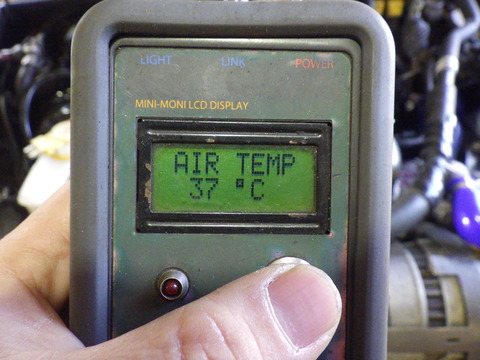 LIGHT LINK POWER
MINI-MONI LCD DISPLAY
AIR TEMP
37 °C